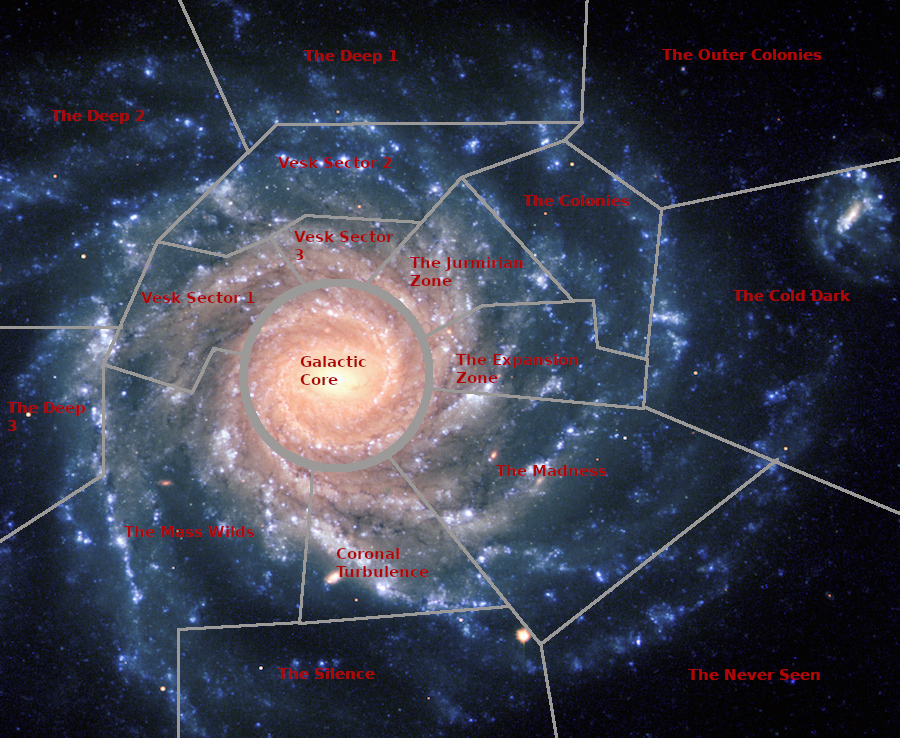 The Deep 1
The Outer Colonies
The Deep 2
Vesk Sector 2
The Colonies
Vesk Sector
3
The Jurmirian
Zone
Vesk Sector 1
The Cold Dark
Galactic
Core
The Expansion
Zone
The Deep
3
The Madness
The Mass Wilds
Coronal
Turbulence
The Silence
The Never Seen